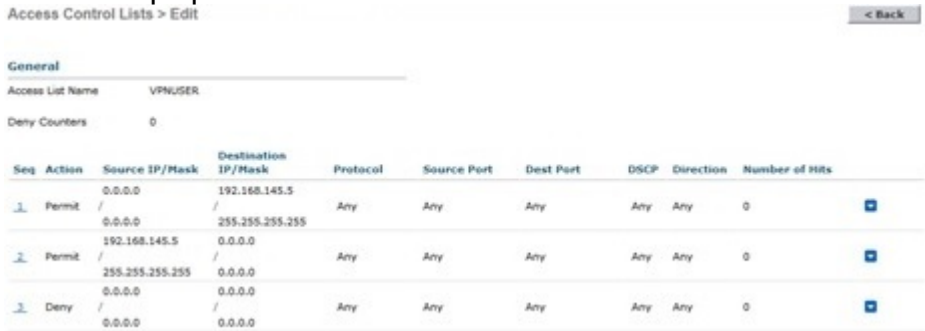 Access Control Lists > Edit
< Back
General
Access List Name VPNUSER
Deny Counters 0
Seq Action Source IP/Mask Destination IP/Mask Protocol Source Port Dest Port DSCP Direction Number of Hits
1 Permit 0.0.0.0 / 0.0.0.0 192.168.145.5 / 255.255.255.255 Any Any Any Any Any 0
2 Permit 192.168.145.5 / 255.255.255.255 0.0.0.0 / 0.0.0.0 Any Any Any Any Any 0
3 Deny 0.0.0.0 / 0.0.0.0 0.0.0.0 / 0.0.0.0 Any Any Any Any Any 0